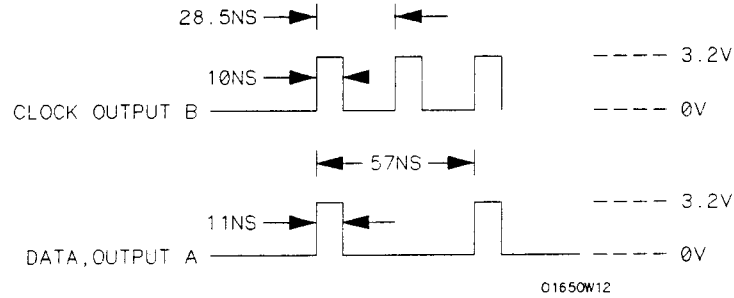 28.5NS
3.2V
10NS
CLOCK OUTPUT B
0V
57NS
3.2V
11NS
DATA, OUTPUT A
0V
01650W12